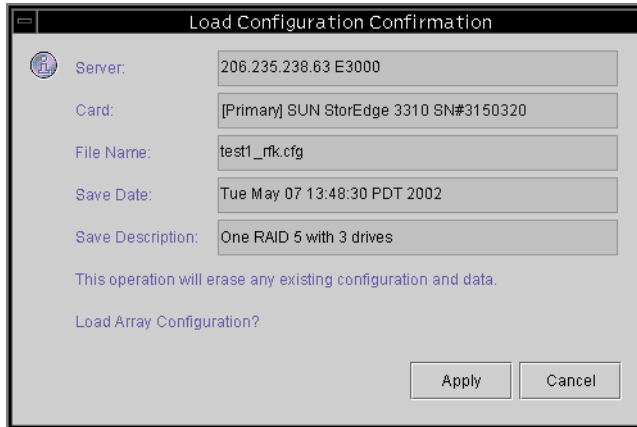 Load Configuration Confirmation
Server: 206.235.238.63 E3000
Card: [Primary] SUN StorEdge 3310 SN#3150320
File Name: test1_rfk.cfg
Save Date: Tue May 07 13:48:30 PDT 2002
Save Description: One RAID 5 with 3 drives
This operation will erase any existing configuration and data.
Load Array Configuration?
Apply Cancel